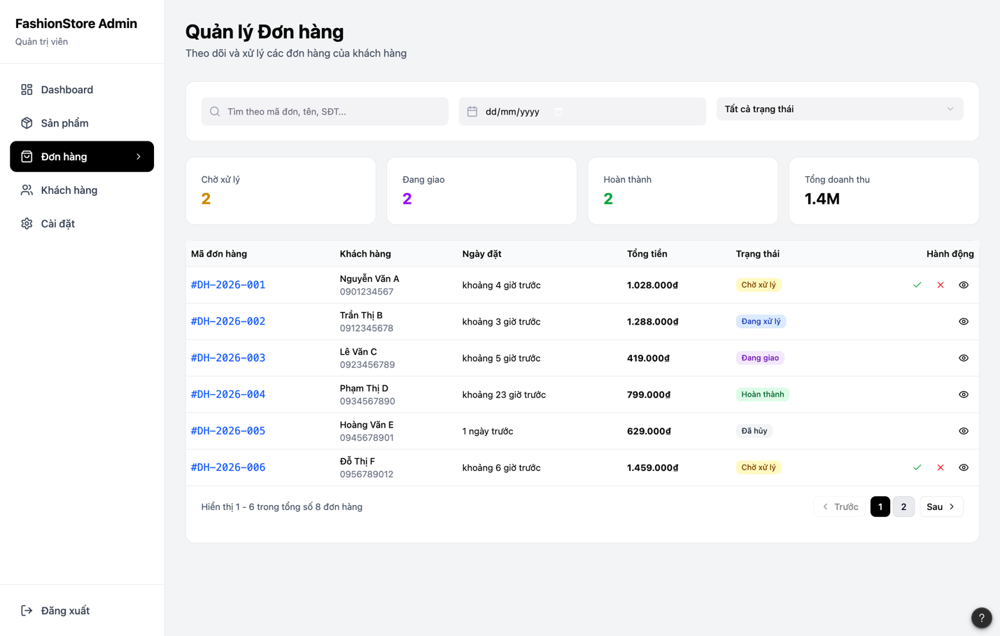 FashionStore Admin
Quản trị viên
Dashboard
Sản phẩm
Đơn hàng
Khách hàng
Cài đặt
Đăng xuất
Quản lý Đơn hàng
Theo dõi và xử lý các đơn hàng của khách hàng
Tìm theo mã đơn, tên, SĐT... dd/mm/yyyy Tất cả trạng thái
Chờ xử lý
2
Đang giao
2
Hoàn thành
2
Tổng doanh thu
1.4M
Mã đơn hàng Khách hàng Ngày đặt Tổng tiền Trạng thái Hành động
#DH-2026-001 Nguyễn Văn A 0901234567 khoảng 4 giờ trước 1.028.000₫ Chờ xử lý
#DH-2026-002 Trần Thị B 0912345678 khoảng 3 giờ trước 1.288.000₫ Đang xử lý
#DH-2026-003 Lê Văn C 0923456789 khoảng 5 giờ trước 419.000₫ Đang giao
#DH-2026-004 Phạm Thị D 0934567890 khoảng 23 giờ trước 799.000₫ Hoàn thành
#DH-2026-005 Hoàng Văn E 0945678901 1 ngày trước 629.000₫ Đã hủy
#DH-2026-006 Đỗ Thị F 0956789012 khoảng 6 giờ trước 1.459.000₫ Chờ xử lý
Hiển thị 1 - 6 trong tổng số 8 đơn hàng
Trước 1 2 Sau
?